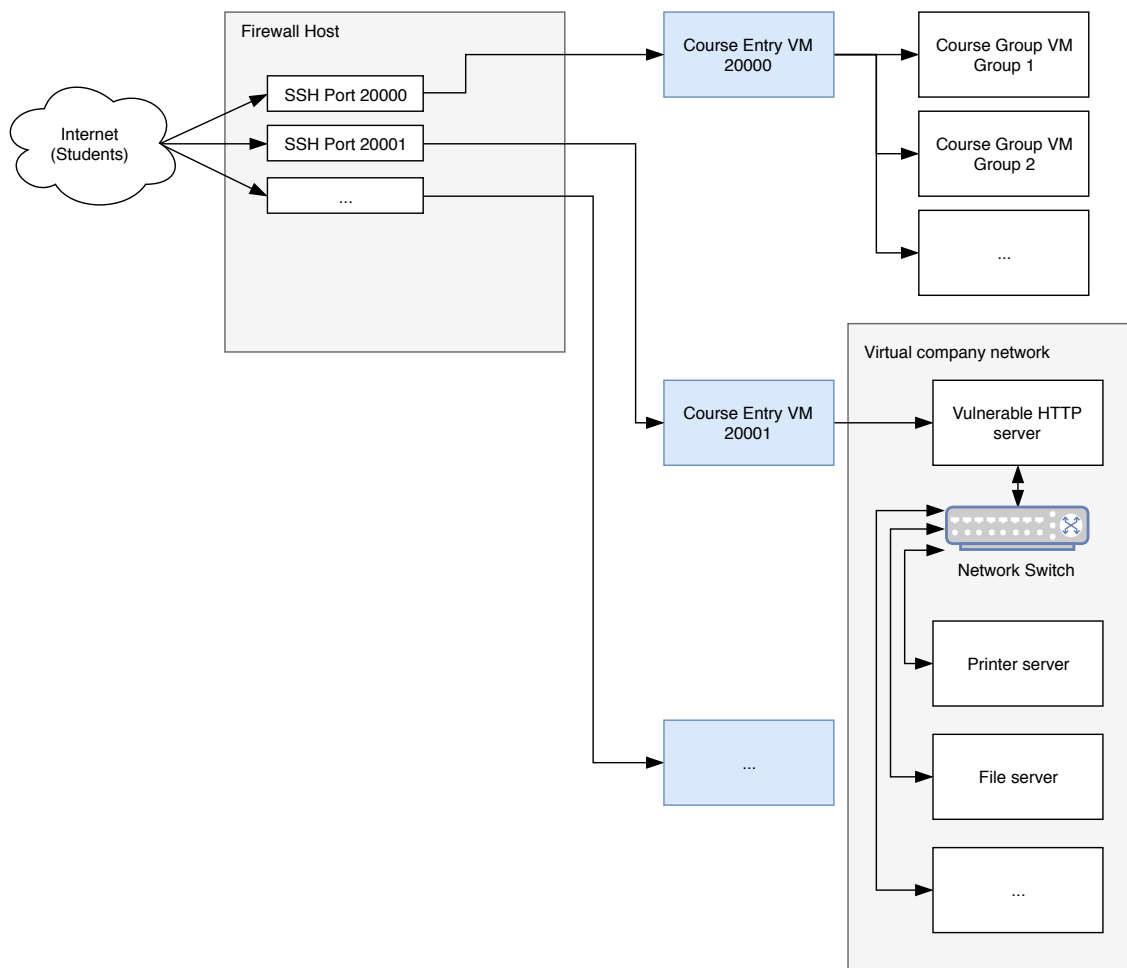 Firewall Host
Internet
(Students)
SSH Port 20000
SSH Port 20001
...
Course Entry VM
20000
Course Group VM
Group 1
Course Group VM
Group 2
...
Course Entry VM
20001
...
Virtual company network
Vulnerable HTTP
server
Network Switch
Printer server
File server
...